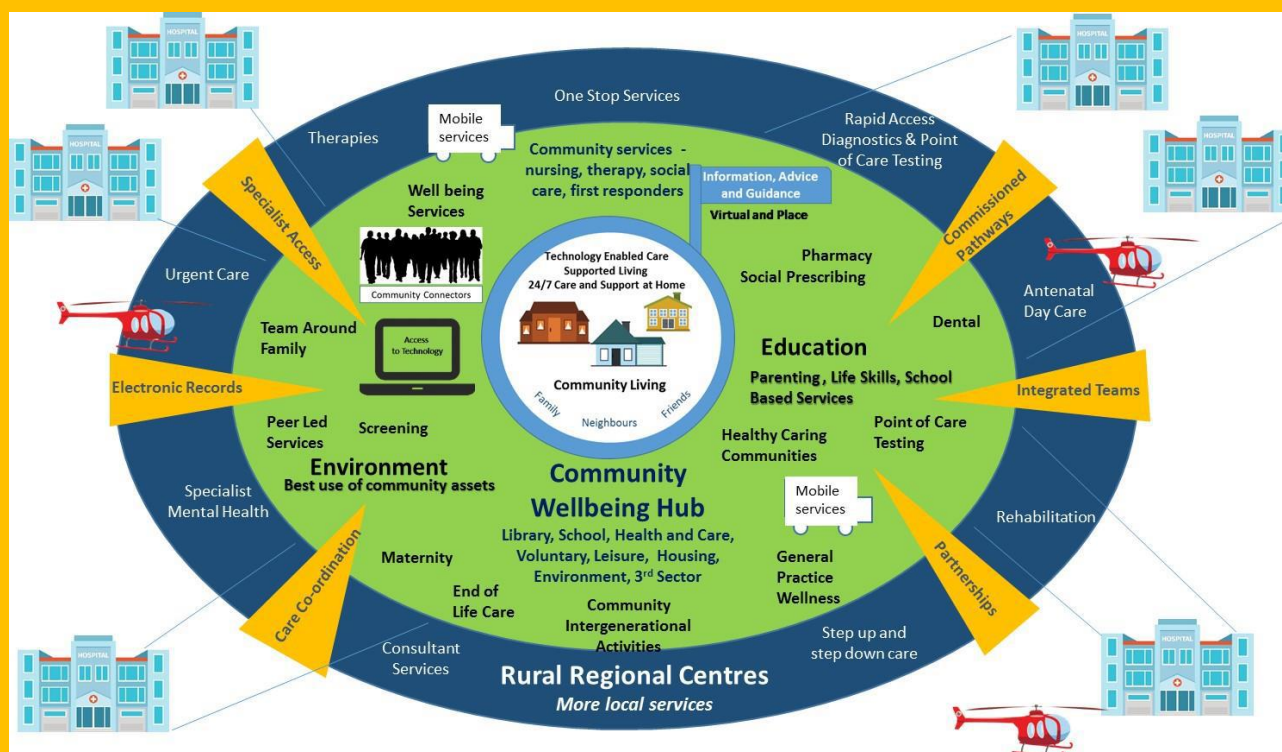 HOSPITAL
HOSPITAL
HOSPITAL
HOSPITAL
One Stop Services
Therapies
Mobile
services
Rapid Access
Diagnostics & Point
of Care Testing
Community services -
nursing, therapy, social
care, first responders
Information, Advice
and Guidance
Virtual and Place
Specialist Access
Well being
Services
Commissioned
Pathways
Community Connectors
Technology Enabled Care
Supported Living
24/7 Care and Support at Home
Pharmacy
Social Prescribing
Urgent Care
Antenatal
Day Care
Team Around
Family
Access
to Technology
Dental
Education
Electronic Records
Community Living
Family
Neighbours
Friends
Parenting , Life Skills, School
Based Services
Integrated Teams
Peer Led
Services
Screening
Healthy Caring
Communities
Point of Care
Testing
Environment
Best use of community assets
Community
Wellbeing Hub
Library, School, Health and Care,
Voluntary, Leisure, Housing,
Environment, 3rd Sector
Mobile
services
Specialist
Mental Health
Rehabilitation
Care Co-ordination
Maternity
General
Practice
Wellness
Partnerships
End of
Life Care
Community
Intergenerational
Activities
Consultant
Services
Step up and
step down care
Rural Regional Centres
More local services
HOSPITAL
HOSPITAL